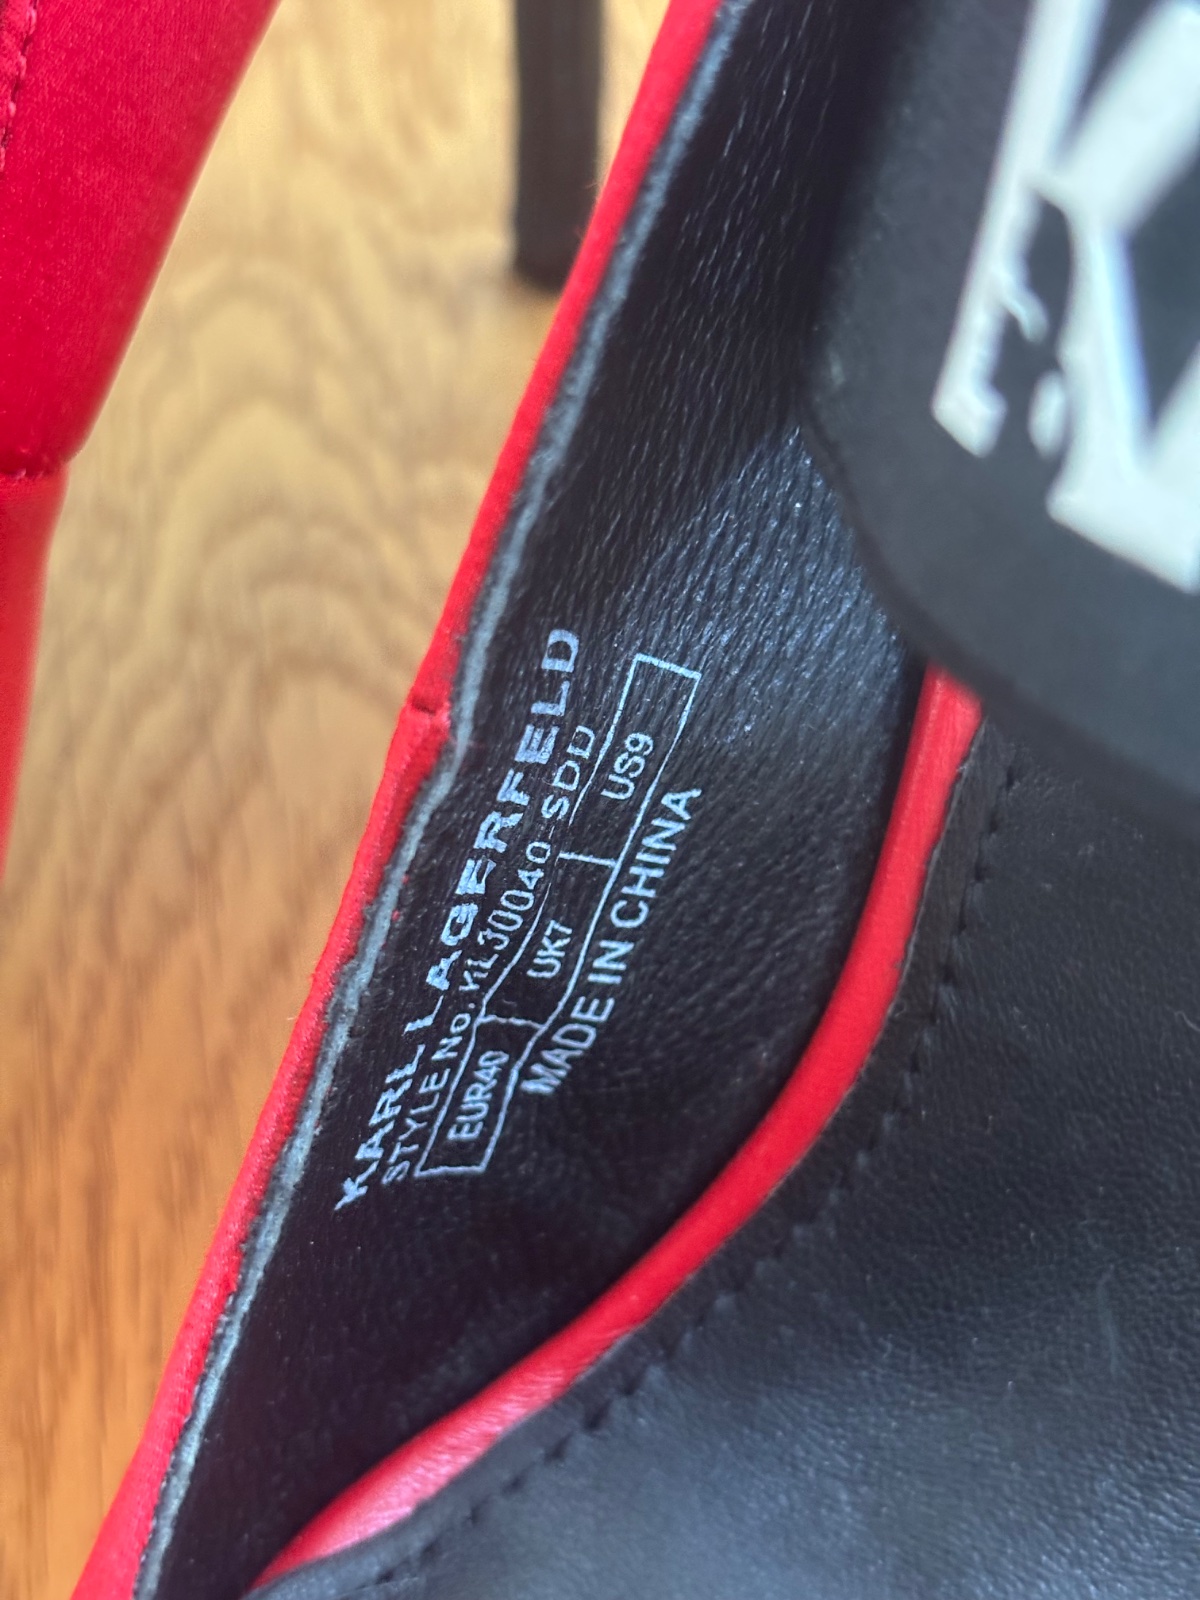 KARL LAGERFELD
STYLE No.KL30040-SDD
EUR40 UK7 US9
MADE IN CHINA
K